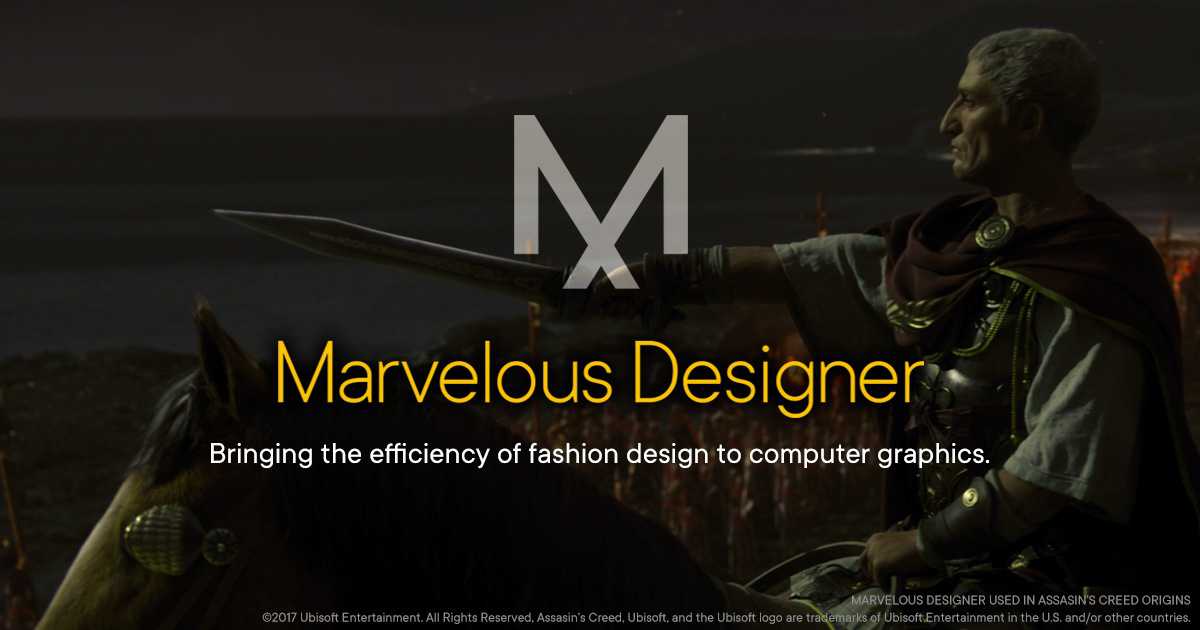 Marvelous Designer
Bringing the efficiency of fashion design to computer graphics.
MARVELOUS DESIGNER USED IN ASSASIN'S CREED ORIGINS
©2017 Ubisoft Entertainment. All Rights Reserved, Assasin's Creed, Ubisoft, and the Ubisoft logo are trademarks of Ubisoft.Entertainment in the U.S. and/or other countries.